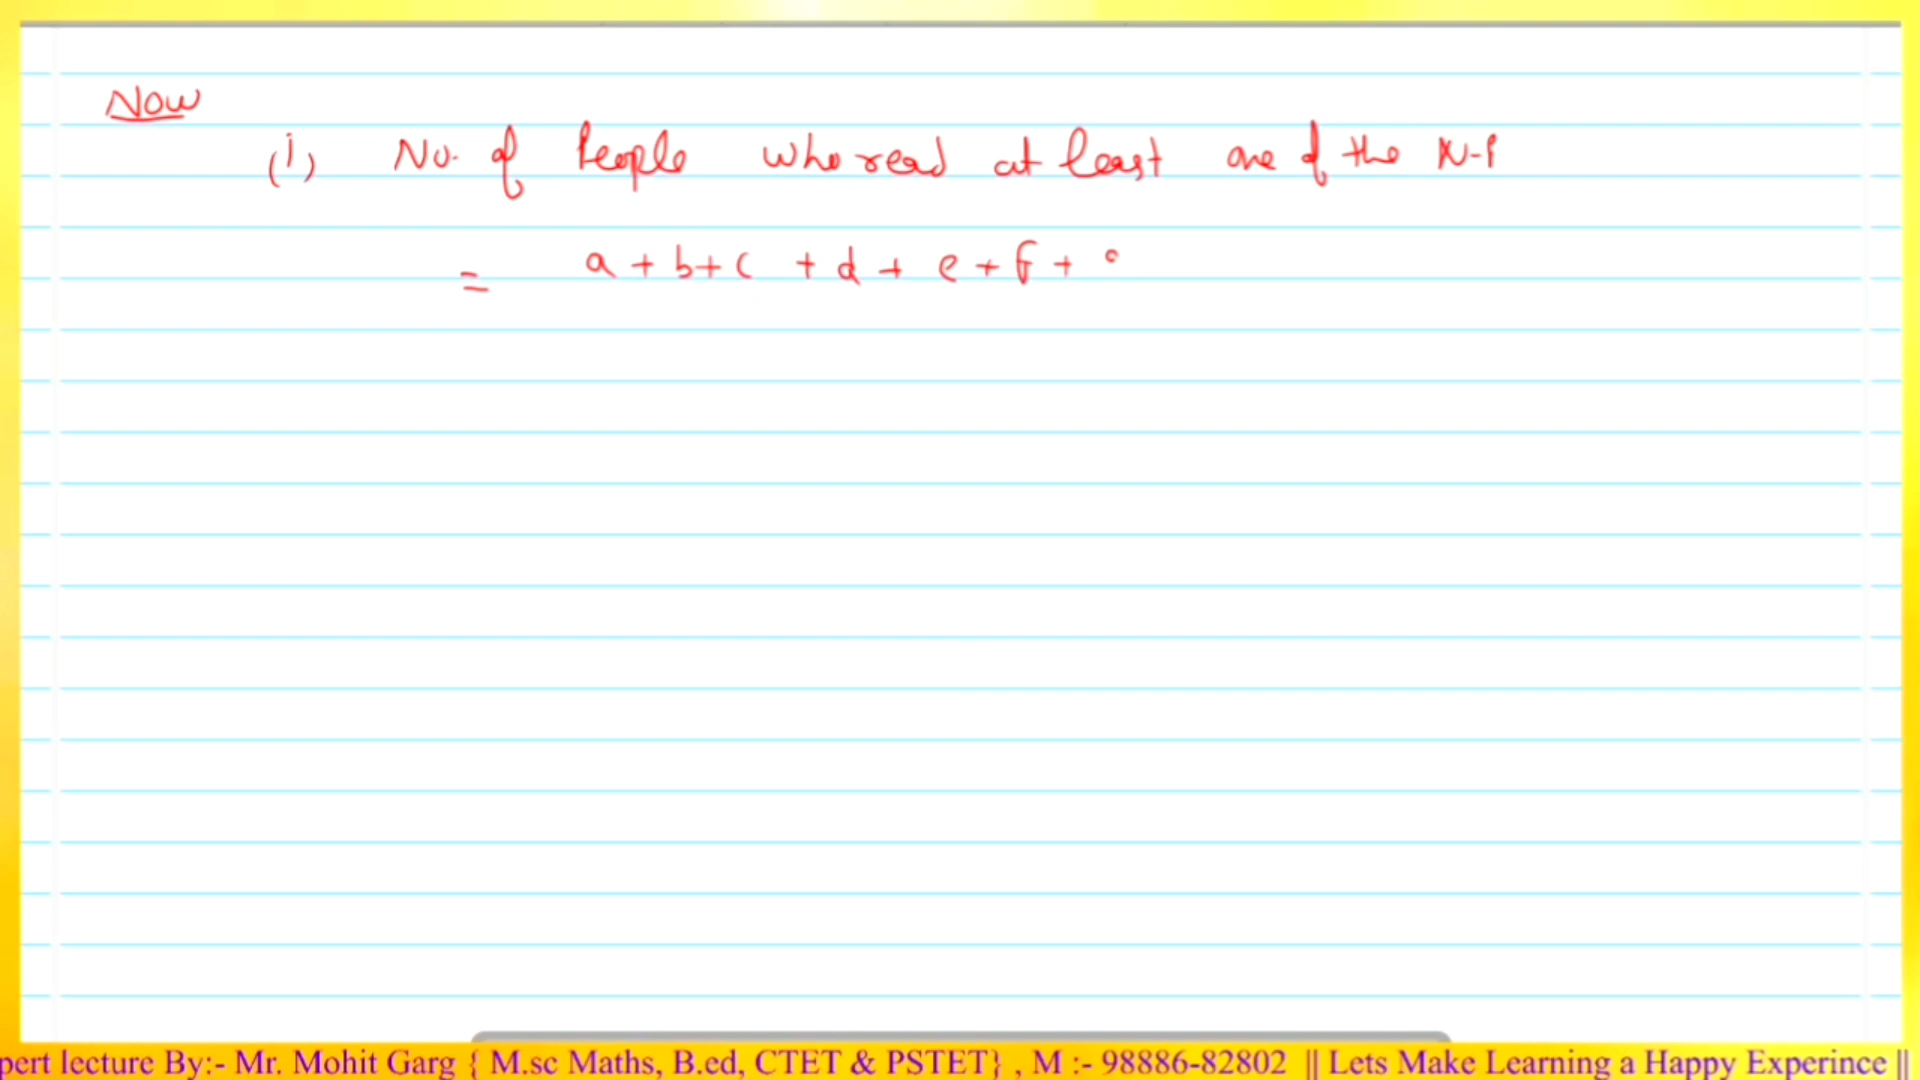 Now
(i) No. of People who read at least one of the N.P
= a + b + c + d + e + f +
pert lecture By:- Mr. Mohit Garg { M.sc Maths, B.ed, CTET & PSTET} , M :- 98886-82802 || Lets Make Learning a Happy Experince ||